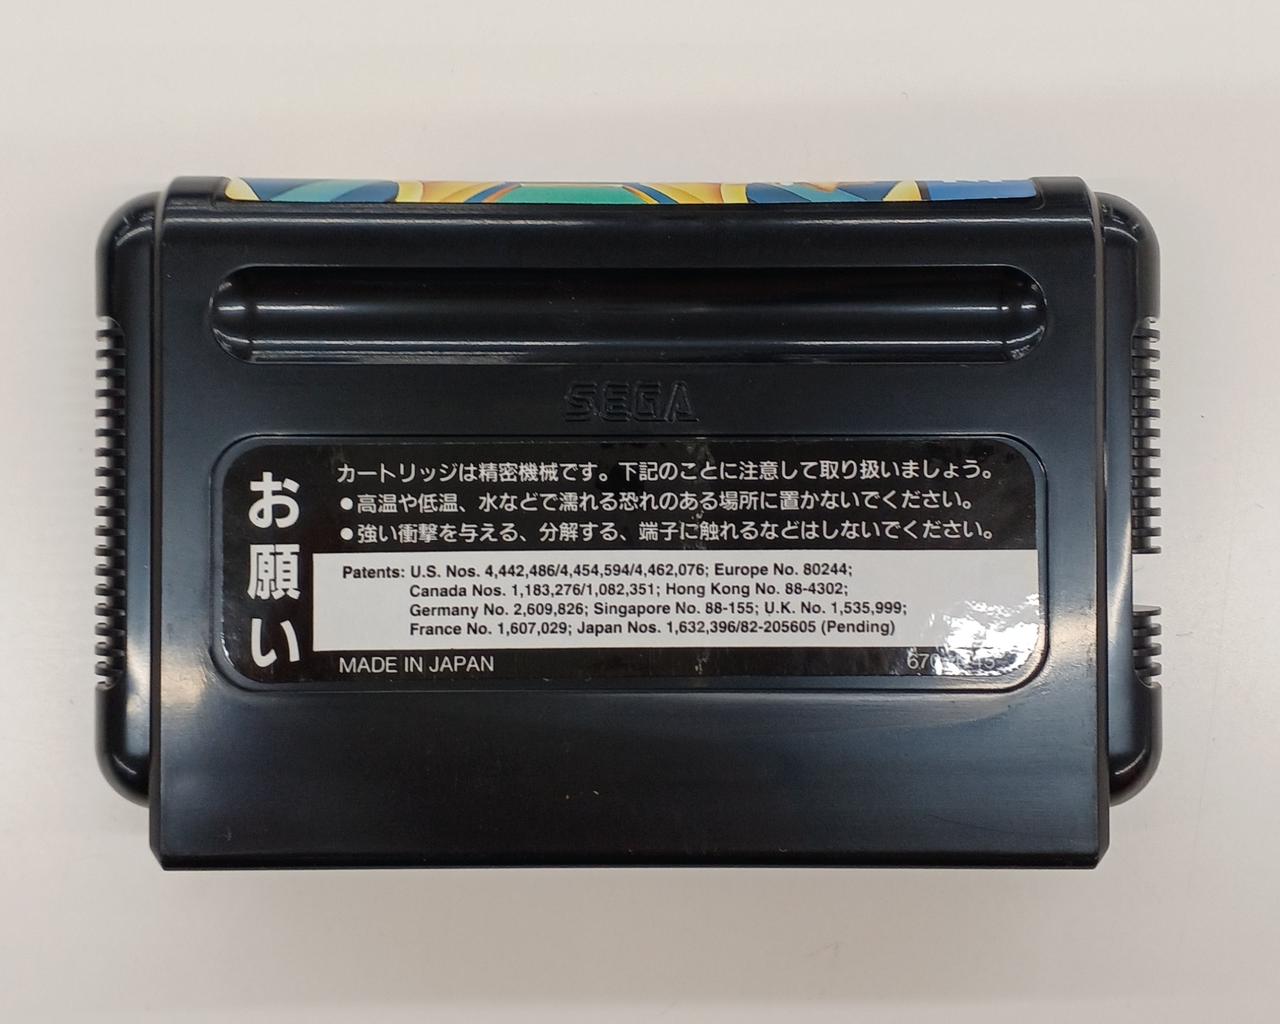 SEGA
お願い
カートリッジは精密機械です。下記のことに注意して取り扱いましょう。
●高温や低温、水などで濡れる恐れのある場所に置かないでください。
●強い衝撃を与える、分解する、端子に触れるなどはしないでください。
Patents: U.S. Nos. 4,442,486/4,454,594/4,462,076; Europe No. 80244;
Canada Nos. 1,183,276/1,082,351; Hong Kong No. 88-4302;
Germany No. 2,609,826; Singapore No. 88-155; U.K. No. 1,535,999;
France No. 1,607,029; Japan Nos. 1,632,396/82-205605 (Pending)
MADE IN JAPAN